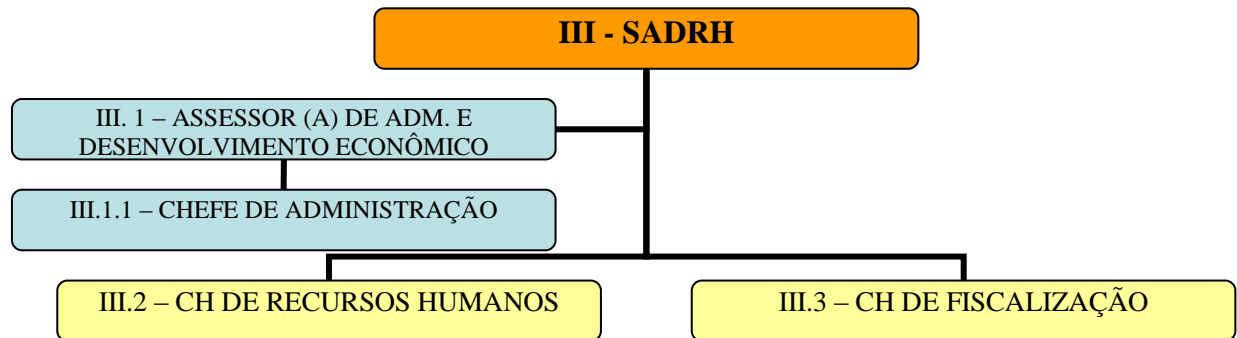 III - SADRH
III. 1 – ASSESSOR (A) DE ADM. E
DESENVOLVIMENTO ECONÔMICO
III.1.1 – CHEFE DE ADMINISTRAÇÃO
III.2 – CH DE RECURSOS HUMANOS
III.3 – CH DE FISCALIZAÇÃO